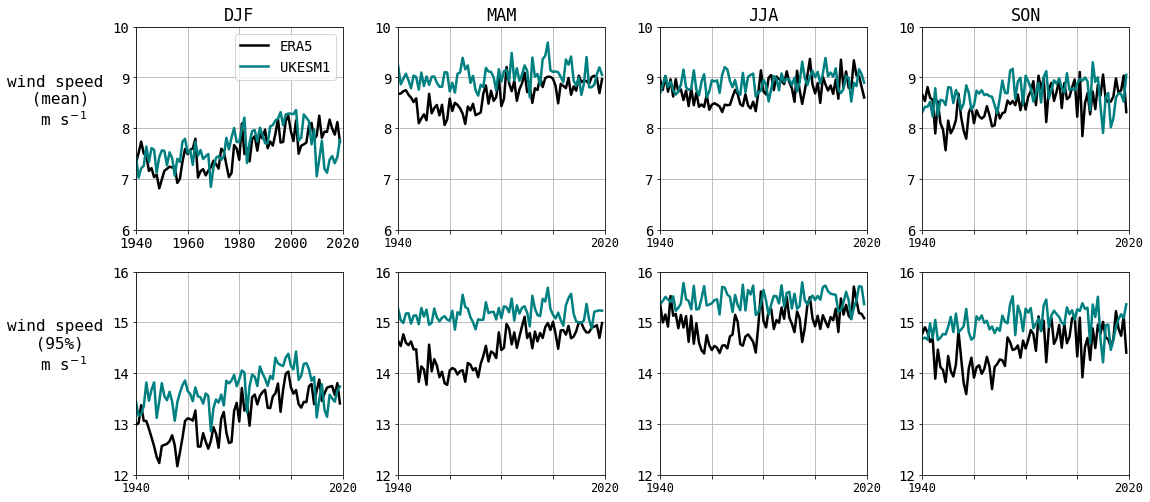 DJF MAM JJA SON
ERA5
UKESM1
wind speed
(mean)
m s⁻¹
10 10 10 10
9 9 9 9
8 8 8 8
7 7 7 7
6 6 6 6
1940 1960 1980 2000 2020 1940 2020 1940 2020 1940 2020
wind speed
(95%)
m s⁻¹
16 16 16 16
15 15 15 15
14 14 14 14
13 13 13 13
12 12 12 12
1940 2020 1940 2020 1940 2020 1940 2020